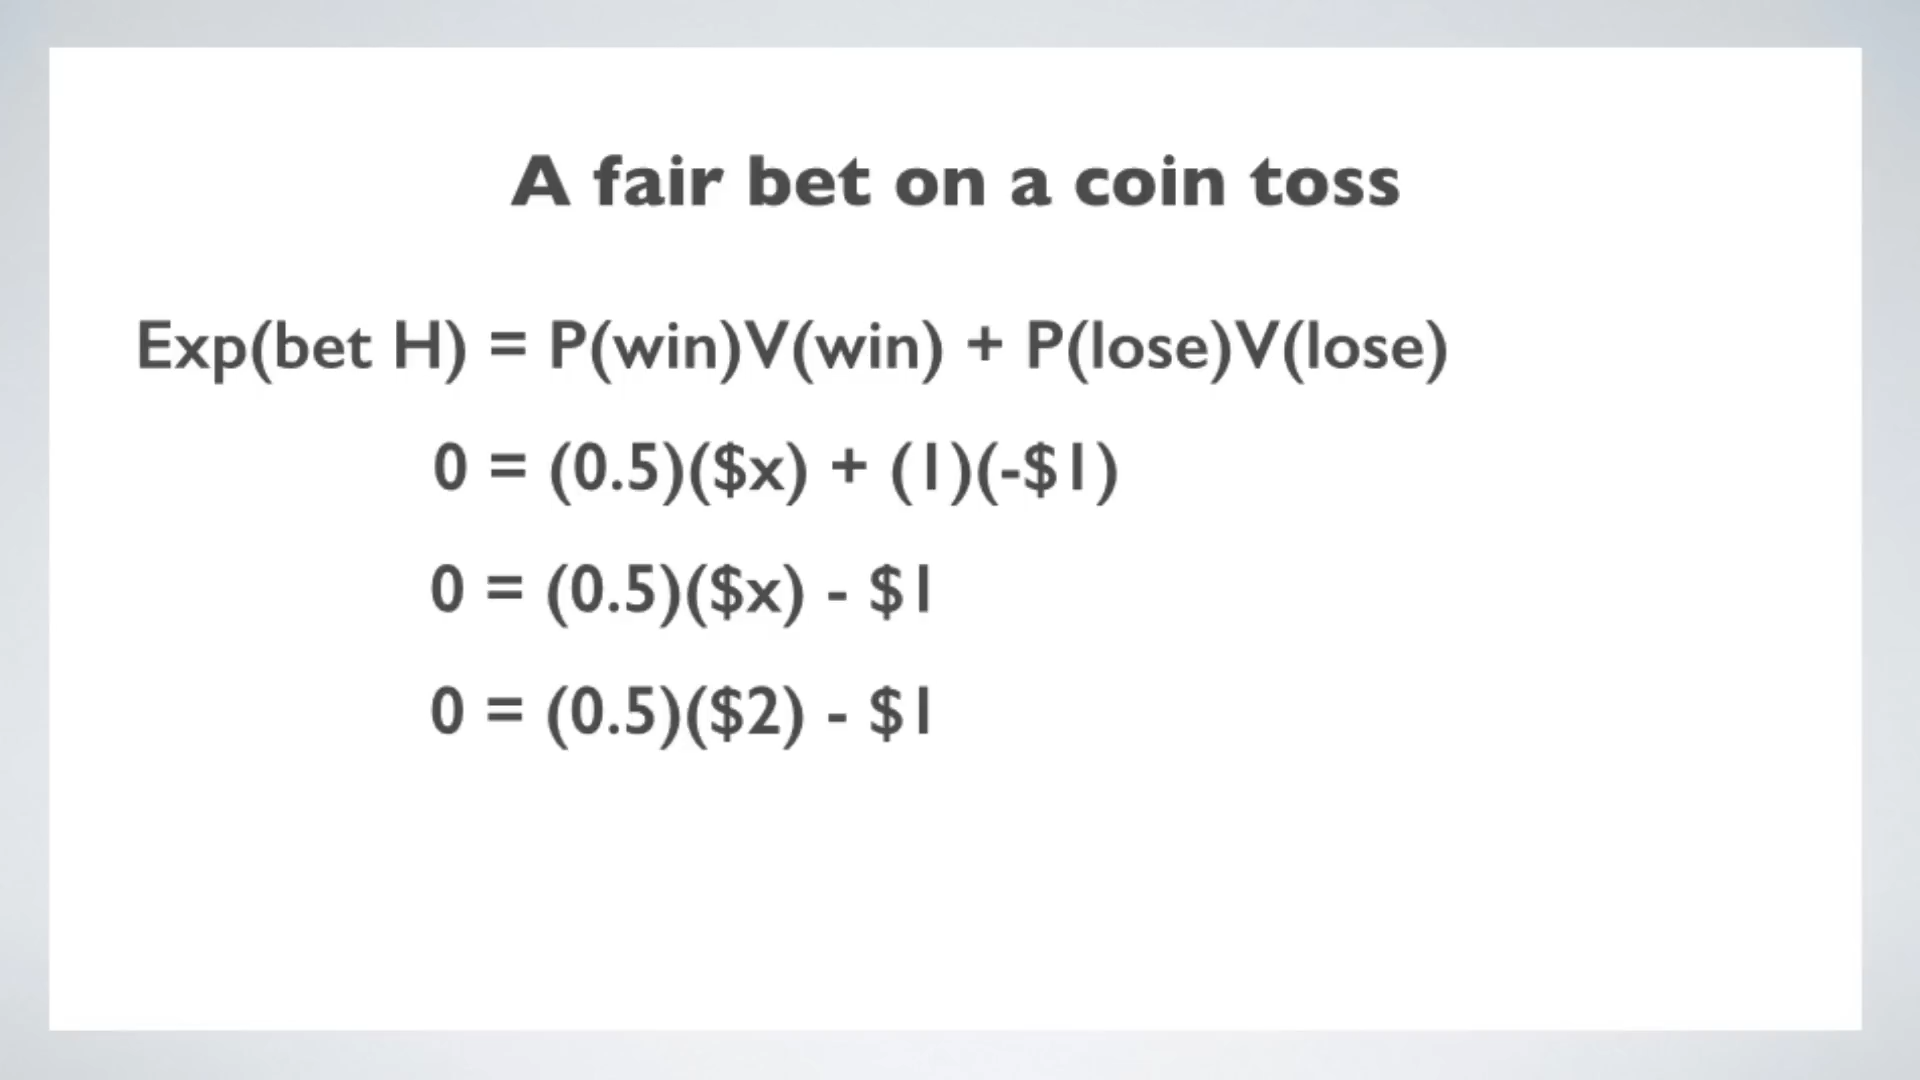 A fair bet on a coin toss
Exp(bet H) = P(win)V(win) + P(lose)V(lose)
0 = (0.5)($x) + (1)(-$1)
0 = (0.5)($x) - $1
0 = (0.5)($2) - $1